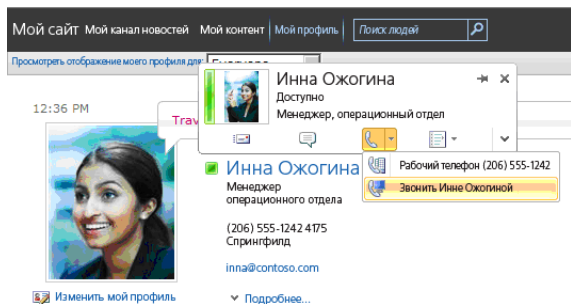 Мой сайт Мой канал новостей Мой контент Мой профиль Поиск людей
Просмотреть отображение моего профиля для:
Инна Ожогина
Доступно
Менеджер, операционный отдел
12:36 PM
Trav
Рабочий телефон (206) 555-1242
Звонить Инне Ожогиной
Инна Ожогина
Менеджер
операционного отдела
(206) 555-1242 4175
Спрингфилд
inna@contoso.com
Изменить мой профиль
Подробнее...